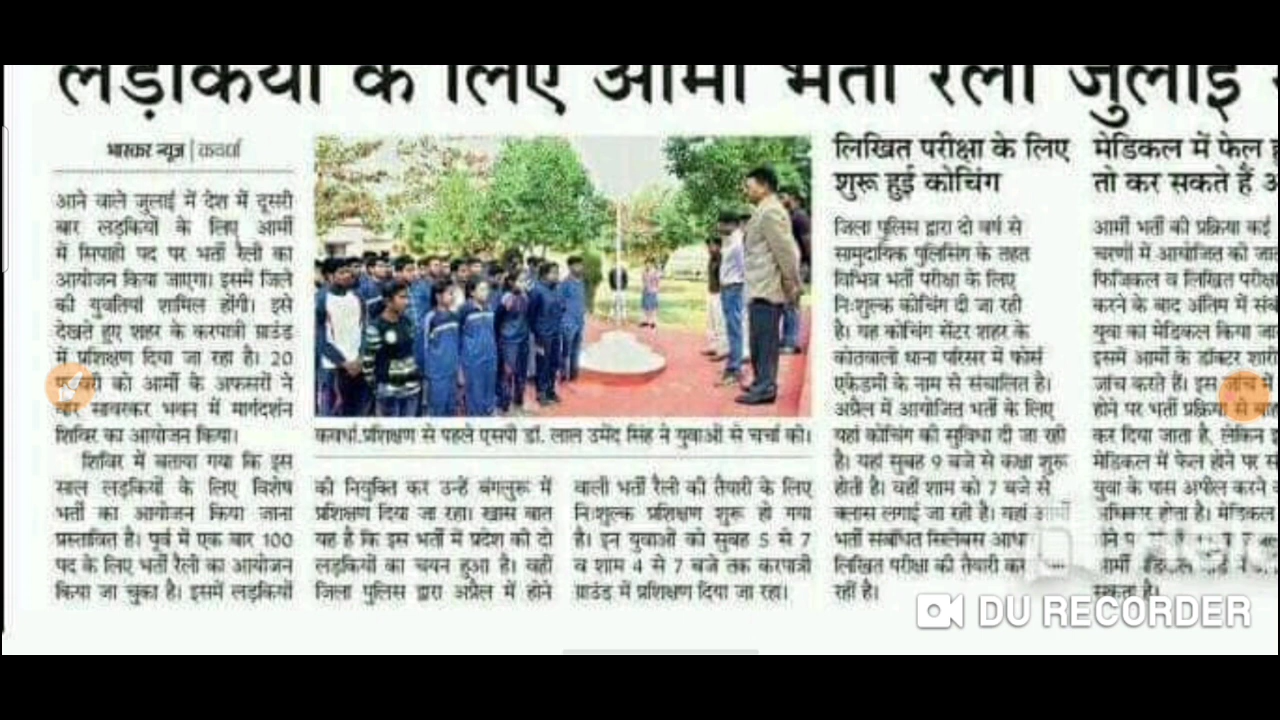 लड़कियों के लिए आर्मी भर्ती रैली जुलाई
भास्कर न्यूज | कवर्धा
आने वाले जुलाई में देश में दूसरी
बार लड़कियों के लिए आर्मी
में सिपाही पद पर भर्ती रैली का
आयोजन किया जाएगा। इसमें जिले
की युवतियां शामिल होंगी। इसे
देखते हुए शहर के करपात्री ग्राउंड
में प्रशिक्षण दिया जा रहा है। 20
को आर्मी के अफसरों ने
सावरकर भवन में मार्गदर्शन
शिविर का आयोजन किया।
शिविर में बताया गया कि इस
साल लड़कियों के लिए विशेष
भर्ती का आयोजन किया जाना
प्रस्तावित है। पूर्व में एक बार 100
पद के लिए भर्ती रैली का आयोजन
किया जा चुका है। इसमें लड़कियों
कवर्धा.प्रशिक्षण से पहले एसपी डॉ. लाल उमेंद सिंह ने युवाओं से चर्चा की।
की नियुक्ति कर उन्हें बंगलुरू में
प्रशिक्षण दिया जा रहा। खास बात
यह है कि इस भर्ती में प्रदेश की दो
लड़कियों का चयन हुआ है। वहीं
जिला पुलिस द्वारा अप्रैल में होने
वाली भर्ती रैली की तैयारी के लिए
निःशुल्क प्रशिक्षण शुरू हो गया
है। इन युवाओं को सुबह 5 से 7
व शाम 4 से 7 बजे तक करपात्री
ग्राउंड में प्रशिक्षण दिया जा रहा।
लिखित परीक्षा के लिए
शुरू हुई कोचिंग
जिला पुलिस द्वारा दो वर्ष से
सामुदायिक पुलिसिंग के तहत
विभिन्न भर्ती परीक्षा के लिए
निःशुल्क कोचिंग दी जा रही
है। यह कोचिंग सेंटर शहर के
कोतवाली थाना परिसर में फोर्स
एकेडमी के नाम से संचालित है।
अप्रैल में आयोजित भर्ती के लिए
यहां कोचिंग की सुविधा दी जा रही
है। यहां सुबह 9 बजे से कक्षा शुरू
होती है। वहीं शाम को 7 बजे से
क्लास लगाई जा रही है। यहां आर्मी
भर्ती संबंधित सिलेबस
लिखित परीक्षा की तैयारी कर
रहीं है।
मेडिकल में फेल
तो कर सकते हैं
आर्मी भर्ती की प्रक्रिया कई
चरणों में आयोजित की
फिजिकल व लिखित
करने के बाद अंतिम में
युवा का मेडिकल किया
इसमें आर्मी के डॉक्टर
जांच करते हैं। इस जांच में
होने पर भर्ती प्रक्रिया से
कर दिया जाता है, लेकिन
मेडिकल में फेल होने पर
युवा के पास अपील करने
अधिकार होता है। मेडिकल
सकता है।
DU RECORDER